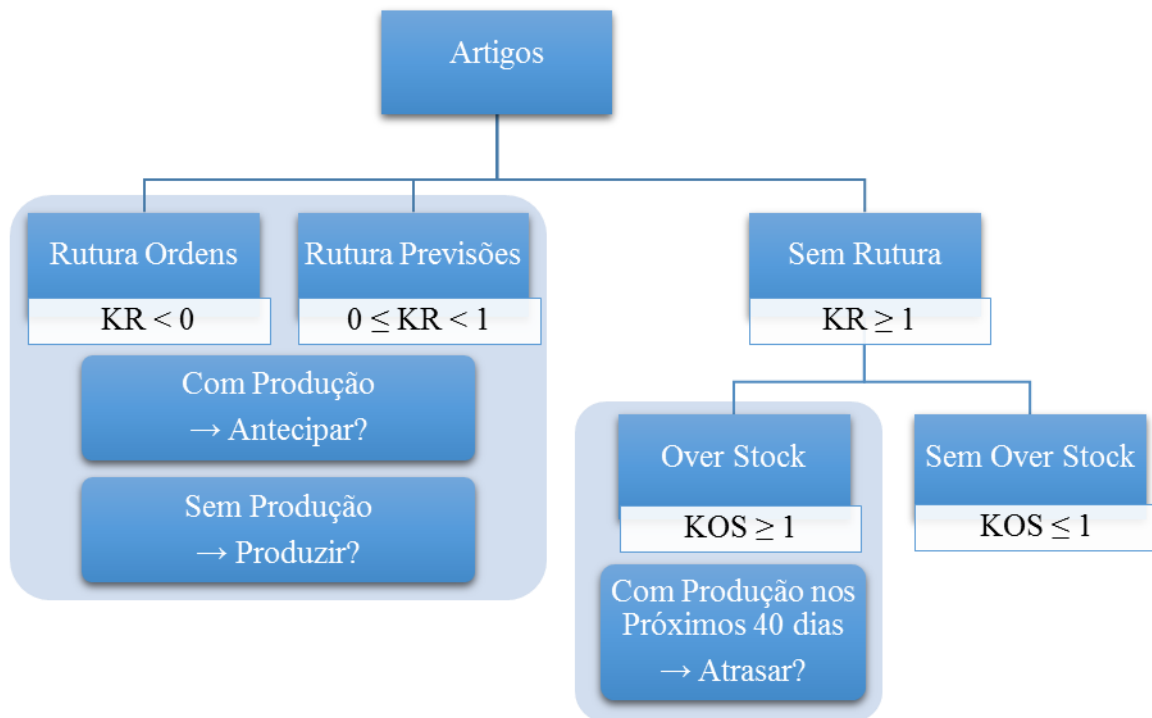 Artigos
Rutura Ordens
KR < 0
Rutura Previsões
0 ≤ KR < 1
Sem Rutura
KR ≥ 1
Com Produção
→ Antecipar?
Sem Produção
→ Produzir?
Over Stock
KOS ≥ 1
Sem Over Stock
KOS ≤ 1
Com Produção nos
Próximos 40 dias
→ Atrasar?